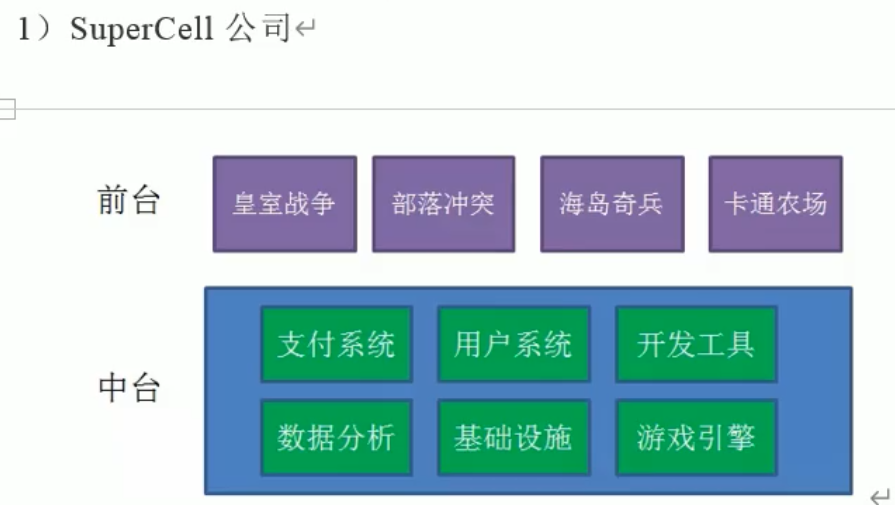 1）SuperCell 公司
前台
皇室战争 部落冲突 海岛奇兵 卡通农场
中台
支付系统 用户系统 开发工具
数据分析 基础设施 游戏引擎